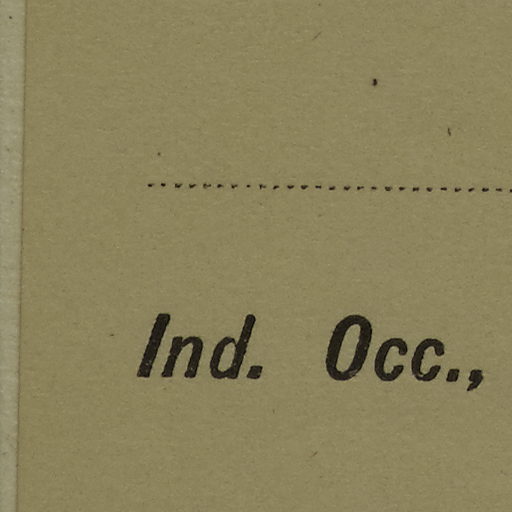 Ind. Occ.,